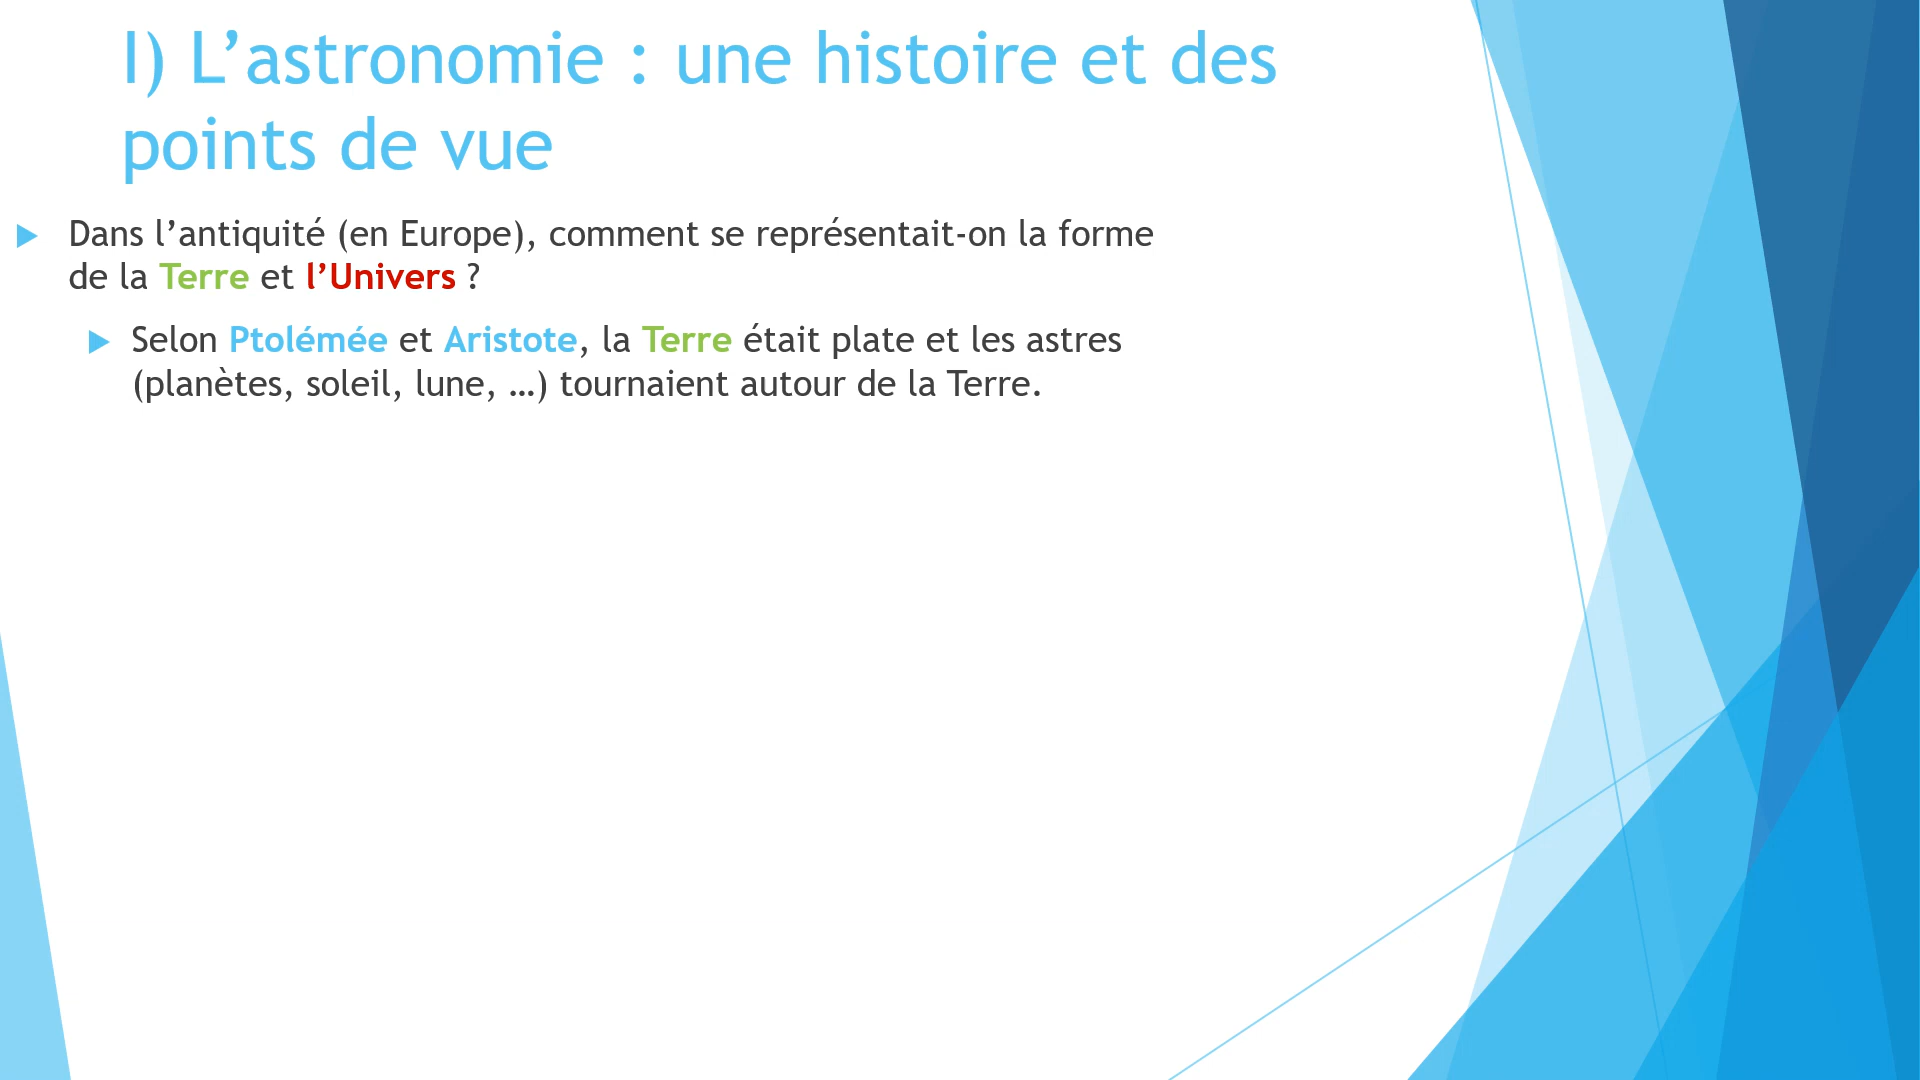 I) L’astronomie : une histoire et des
points de vue
Dans l’antiquité (en Europe), comment se représentait-on la forme
de la Terre et l’Univers ?
Selon Ptolémée et Aristote, la Terre était plate et les astres
(planètes, soleil, lune, …) tournaient autour de la Terre.